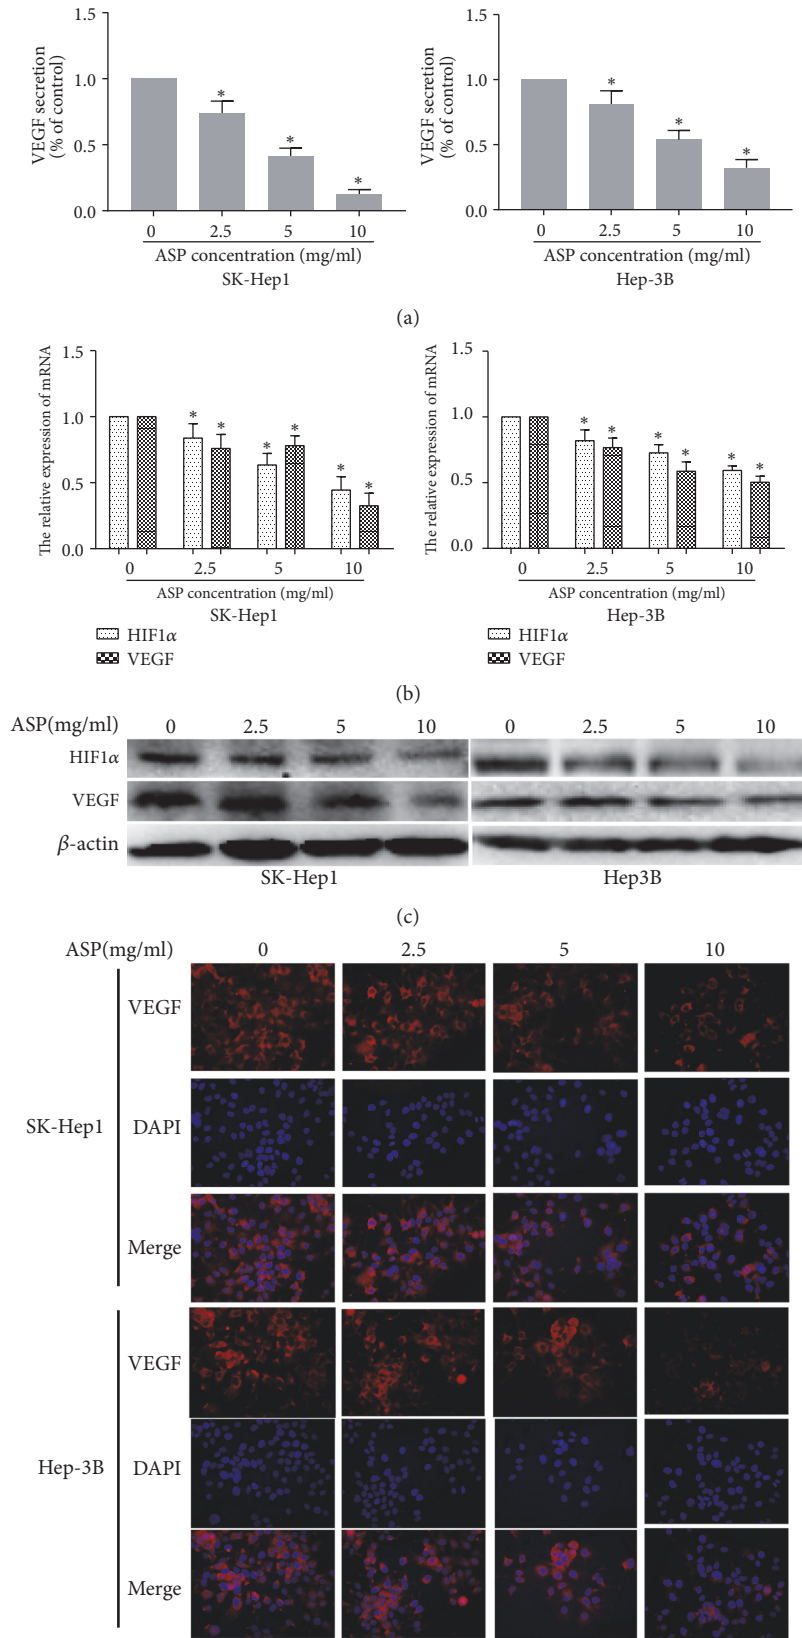 VEGF secretion
(% of control)
1.5
1.0
0.5
0.0
*
*
*
0 2.5 5 10
ASP concentration (mg/ml)
SK-Hep1
VEGF secretion
(% of control)
1.5
1.0
0.5
0.0
*
*
*
0 2.5 5 10
ASP concentration (mg/ml)
Hep-3B
(a)
The relative expression of mRNA
1.5
1.0
0.5
0.0
* *
* *
* *
0 2.5 5 10
ASP concentration (mg/ml)
SK-Hep1
HIF1α
VEGF
The relative expression of mRNA
1.5
1.0
0.5
0.0
* *
* *
* *
0 2.5 5 10
ASP concentration (mg/ml)
Hep-3B
HIF1α
VEGF
(b)
ASP(mg/ml) 0 2.5 5 10 0 2.5 5 10
HIF1α
VEGF
β-actin
SK-Hep1 Hep3B
(c)
ASP(mg/ml) 0 2.5 5 10
VEGF
SK-Hep1 DAPI
Merge
VEGF
Hep-3B DAPI
Merge